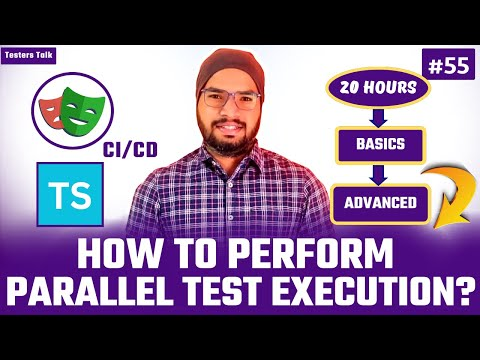 Testers Talk
#55
CI/CD
TS
20 HOURS
BASICS
ADVANCED
HOW TO PERFORM
PARALLEL TEST EXECUTION?